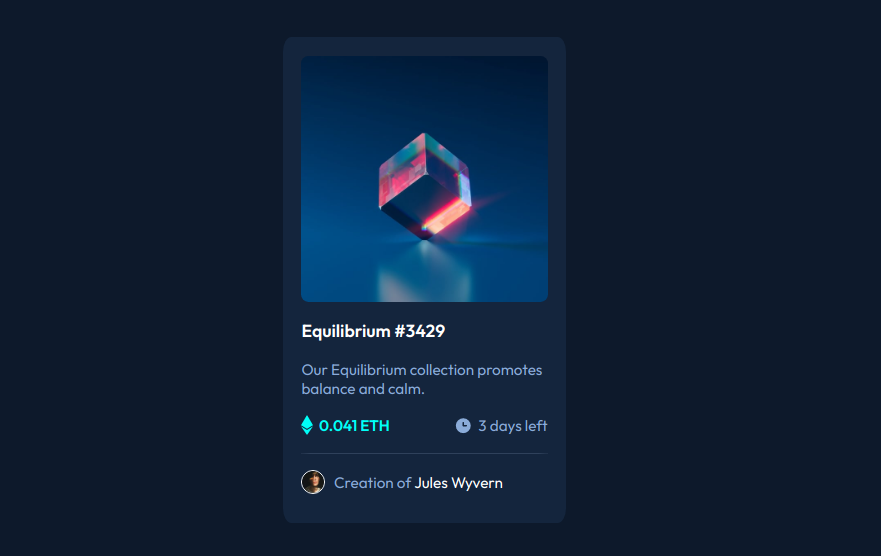 Equilibrium #3429
Our Equilibrium collection promotes
balance and calm.
0.041 ETH
3 days left
Creation of Jules Wyvern